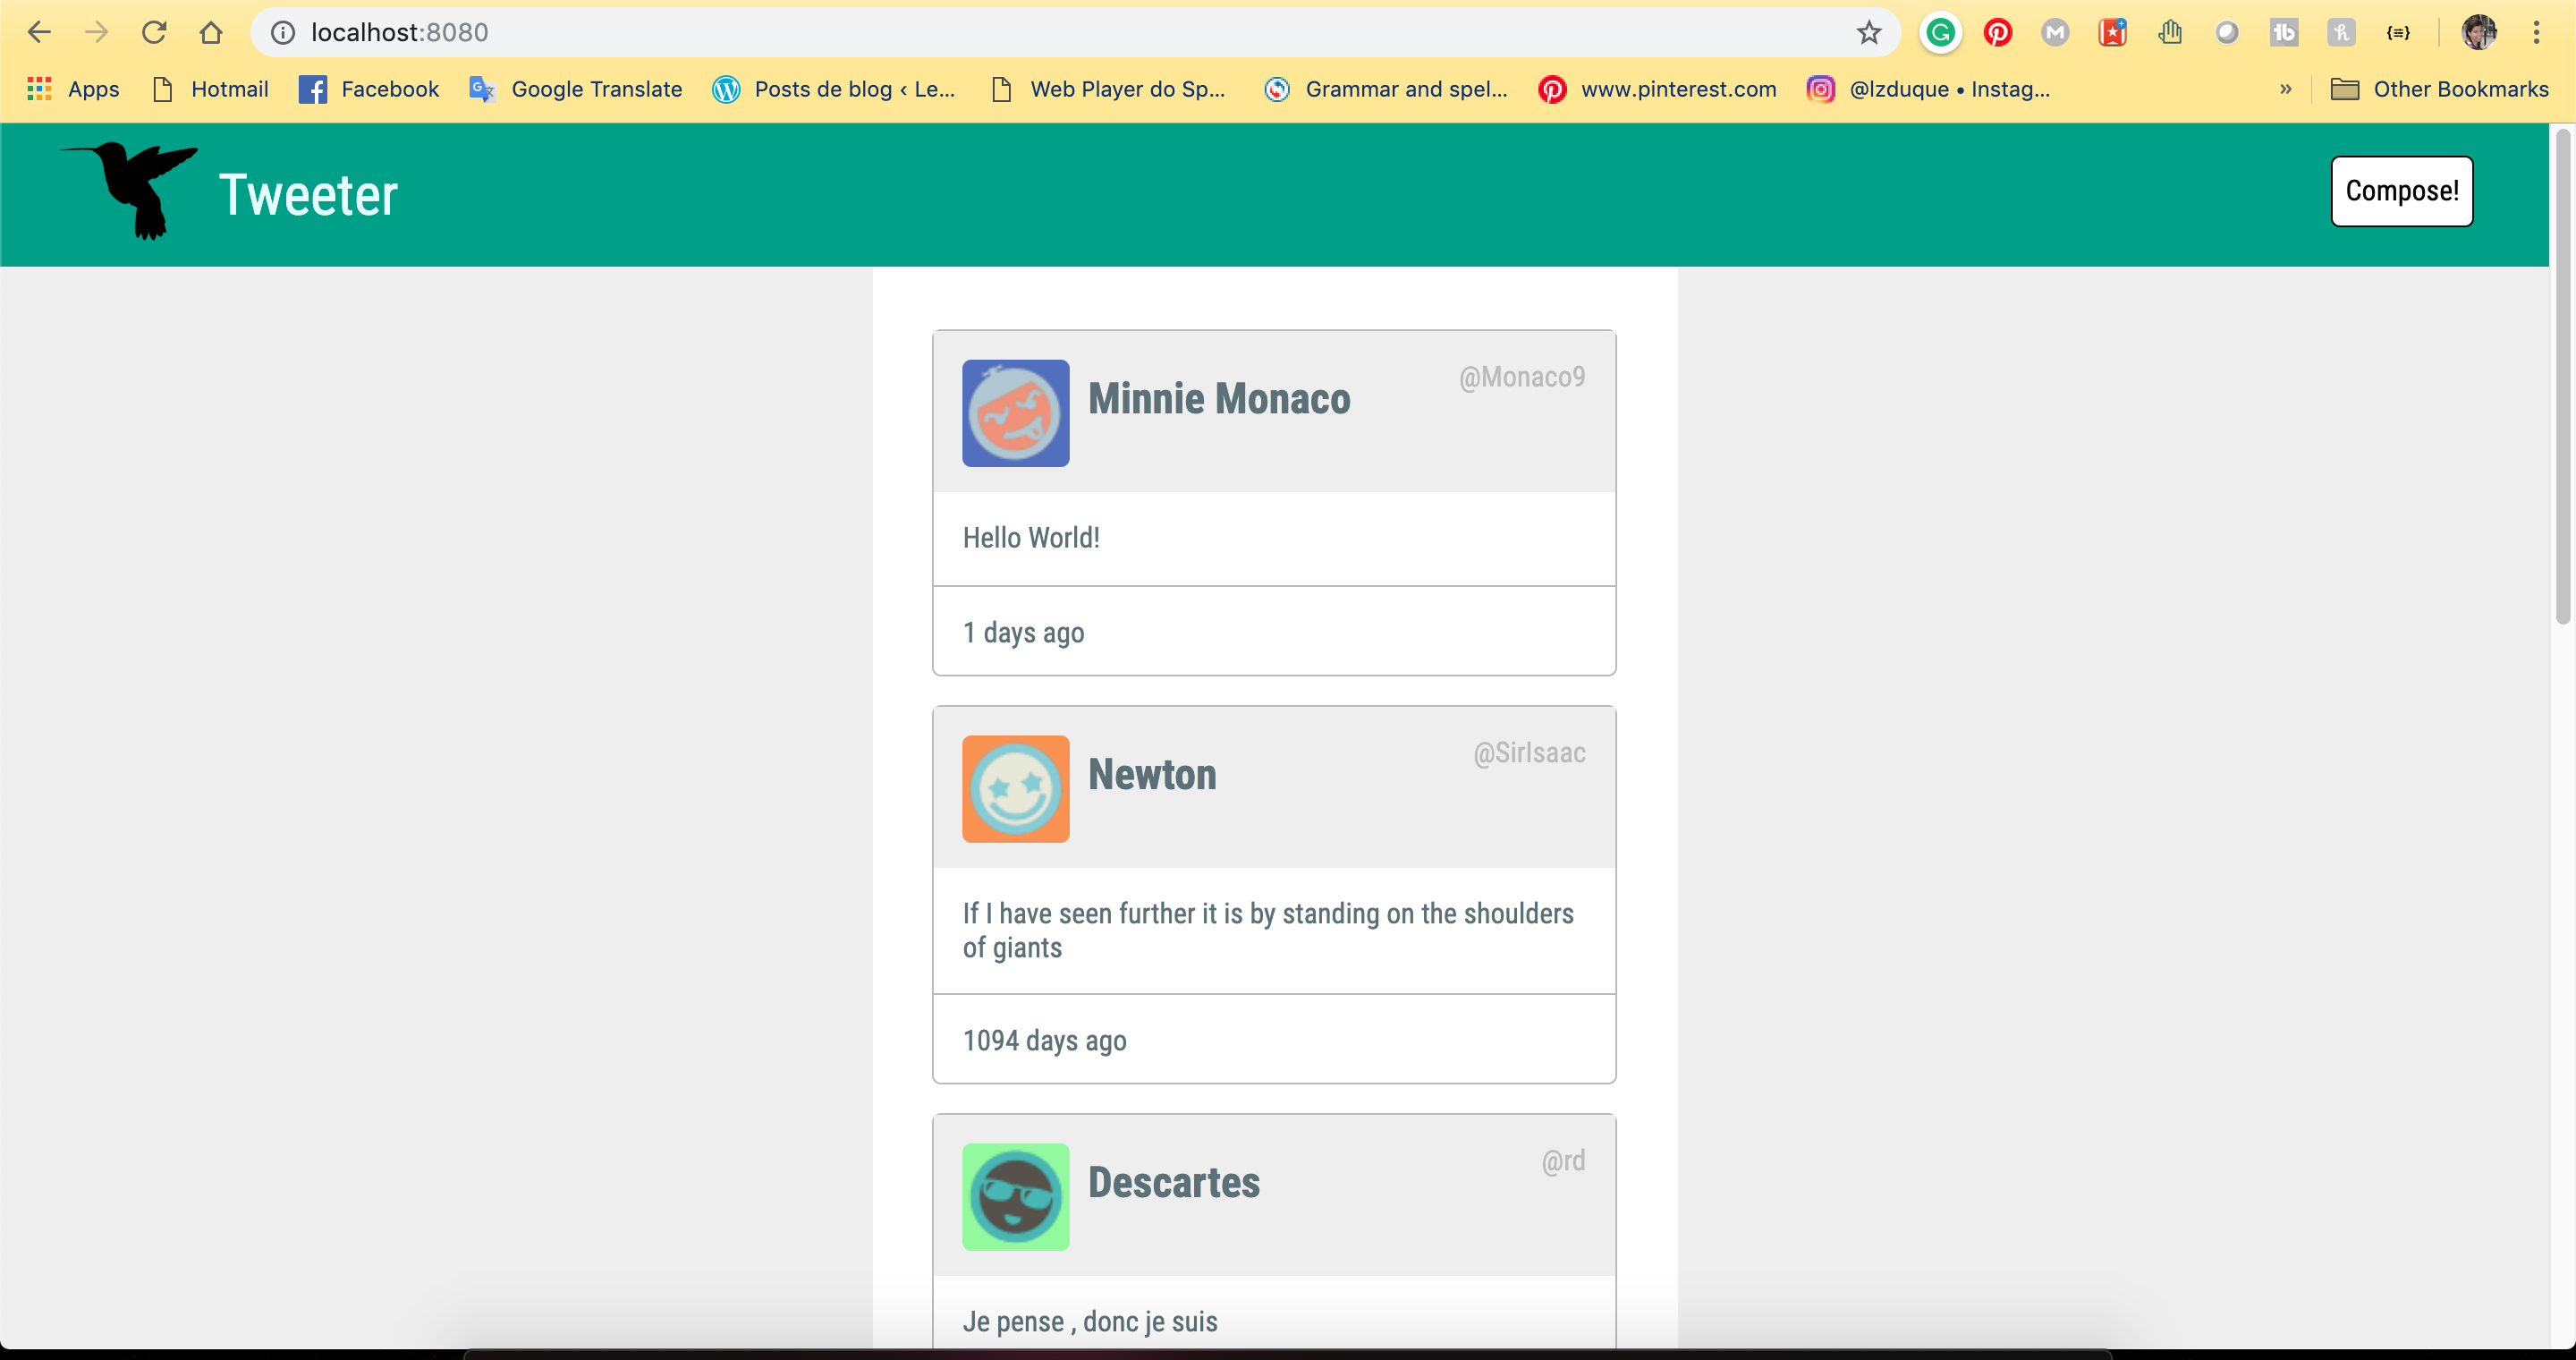 localhost:8080
Apps Hotmail Facebook Google Translate Posts de blog ‹ Le... Web Player do Sp... Grammar and spel... www.pinterest.com @lzduque • Instag... » Other Bookmarks
Tweeter
Compose!
Minnie Monaco
@Monaco9
Hello World!
1 days ago
Newton
@SirIsaac
If I have seen further it is by standing on the shoulders
of giants
1094 days ago
Descartes
@rd
Je pense , donc je suis